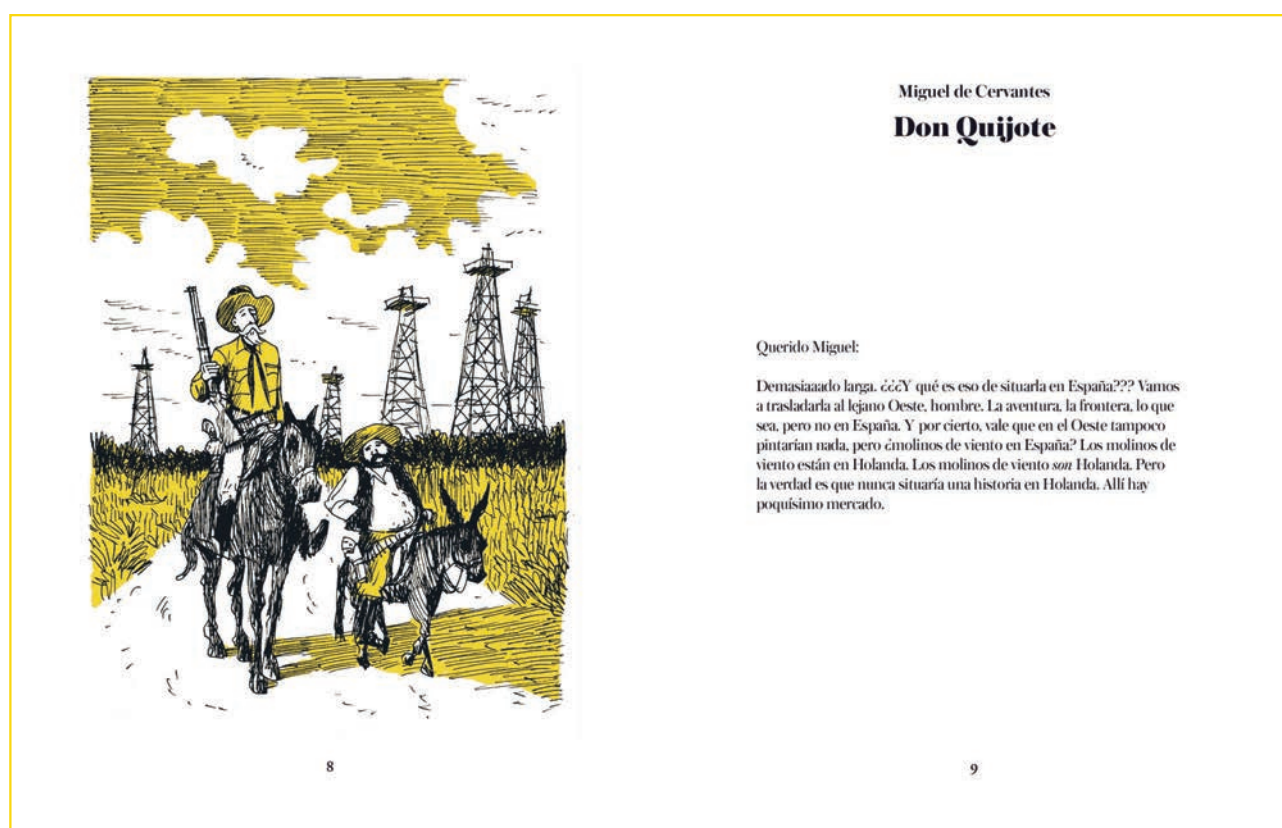 Miguel de Cervantes
Don Quijote
Querido Miguel:
Demasiaaado larga. ¿¿¿Y qué es eso de situarla en España??? Vamos
a trasladarla al lejano Oeste, hombre. La aventura, la frontera, lo que
sea, pero no en España. Y por cierto, vale que en el Oeste tampoco
pintarían nada, pero ¿molinos de viento en España? Los molinos de
viento están en Holanda. Los molinos de viento son Holanda. Pero
la verdad es que nunca situaría una historia en Holanda. Allí hay
poquísimo mercado.
8
9